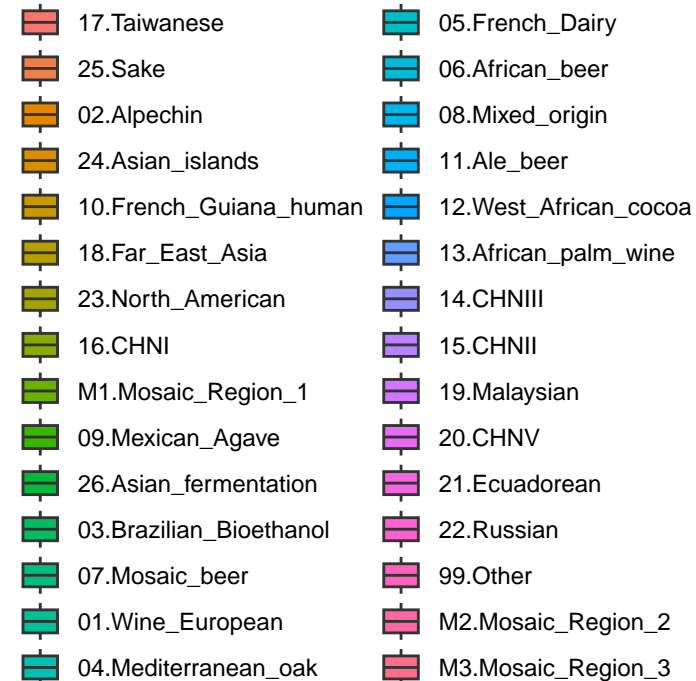 17.Taiwanese
25.Sake
02.Alpechin
24.Asian_islands
10.French_Guiana_human
18.Far_East_Asia
23.North_American
16.CHNI
M1.Mosaic_Region_1
09.Mexican_Agave
26.Asian_fermentation
03.Brazilian_Bioethanol
07.Mosaic_beer
01.Wine_European
04.Mediterranean_oak
05.French_Dairy
06.African_beer
08.Mixed_origin
11.Ale_beer
12.West_African_cocoa
13.African_palm_wine
14.CHNIII
15.CHNII
19.Malaysian
20.CHNV
21.Ecuadorean
22.Russian
99.Other
M2.Mosaic_Region_2
M3.Mosaic_Region_3